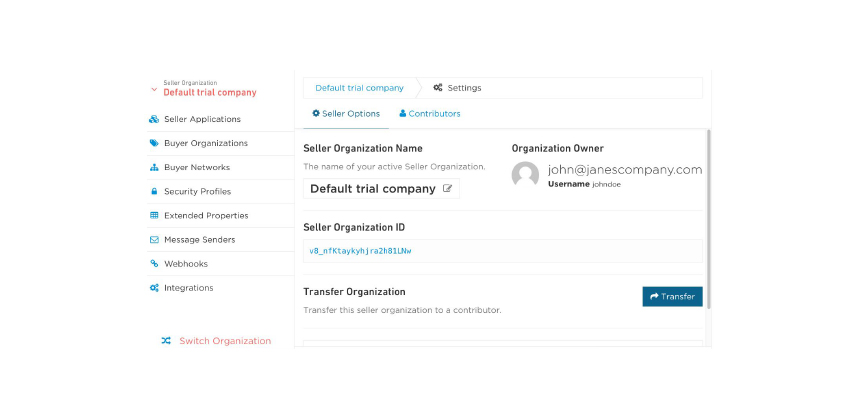 Seller Organization
Default trial company
Seller Applications
Buyer Organizations
Buyer Networks
Security Profiles
Extended Properties
Message Senders
Webhooks
Integrations
Switch Organization
Default trial company
Settings
Seller Options
Contributors
Seller Organization Name
The name of your active Seller Organization.
Default trial company
Organization Owner
john@janescompany.com
Username johndoe
Seller Organization ID
v8_nfKtaykyhjra2h81LNw
Transfer Organization
Transfer this seller organization to a contributor.
Transfer